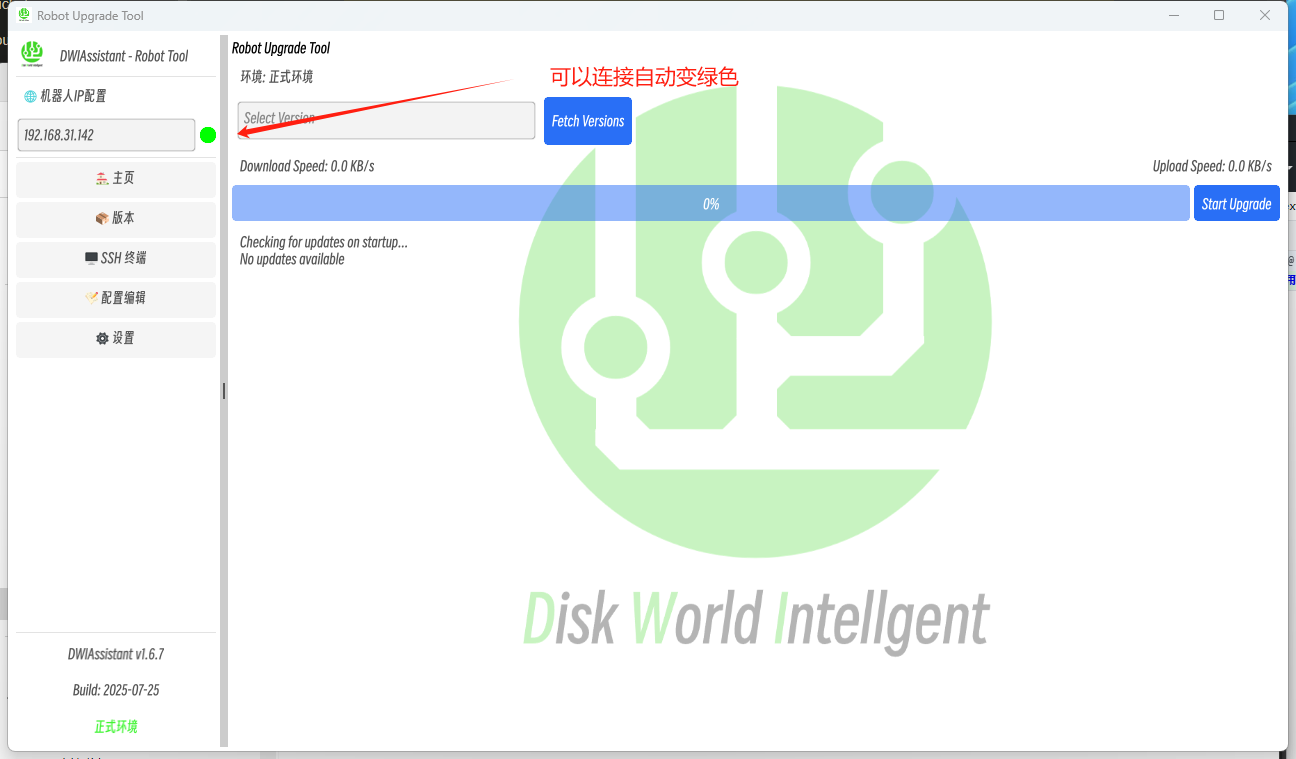 Robot Upgrade Tool
DWIAssistant - Robot Tool
机器人IP配置
192.168.31.142
主页
版本
SSH 终端
配置编辑
设置
DWIAssistant v1.6.7
Build: 2025-07-25
正式环境
Robot Upgrade Tool
环境: 正式环境
可以连接自动变绿色
Select Version
Fetch Versions
Download Speed: 0.0 KB/s
Upload Speed: 0.0 KB/s
0%
Start Upgrade
Checking for updates on startup...
No updates available
Disk World Intellgent